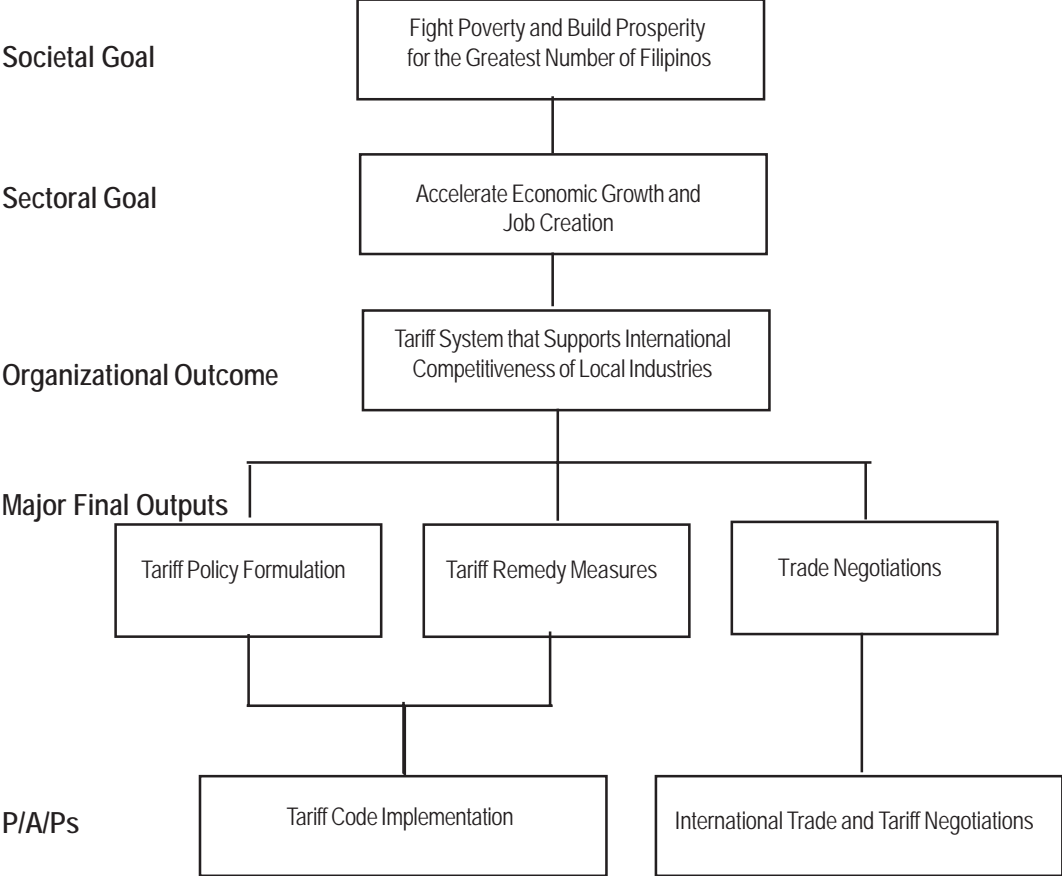 Fight Poverty and Build Prosperity
for the Greatest Number of Filipinos
Societal Goal
Accelerate Economic Growth and
Job Creation
Sectoral Goal
Tariff System that Supports International
Competitiveness of Local Industries
Organizational Outcome
Major Final Outputs
Tariff Policy Formulation
Tariff Remedy Measures
Trade Negotiations
P/A/Ps
Tariff Code Implementation
International Trade and Tariff Negotiations